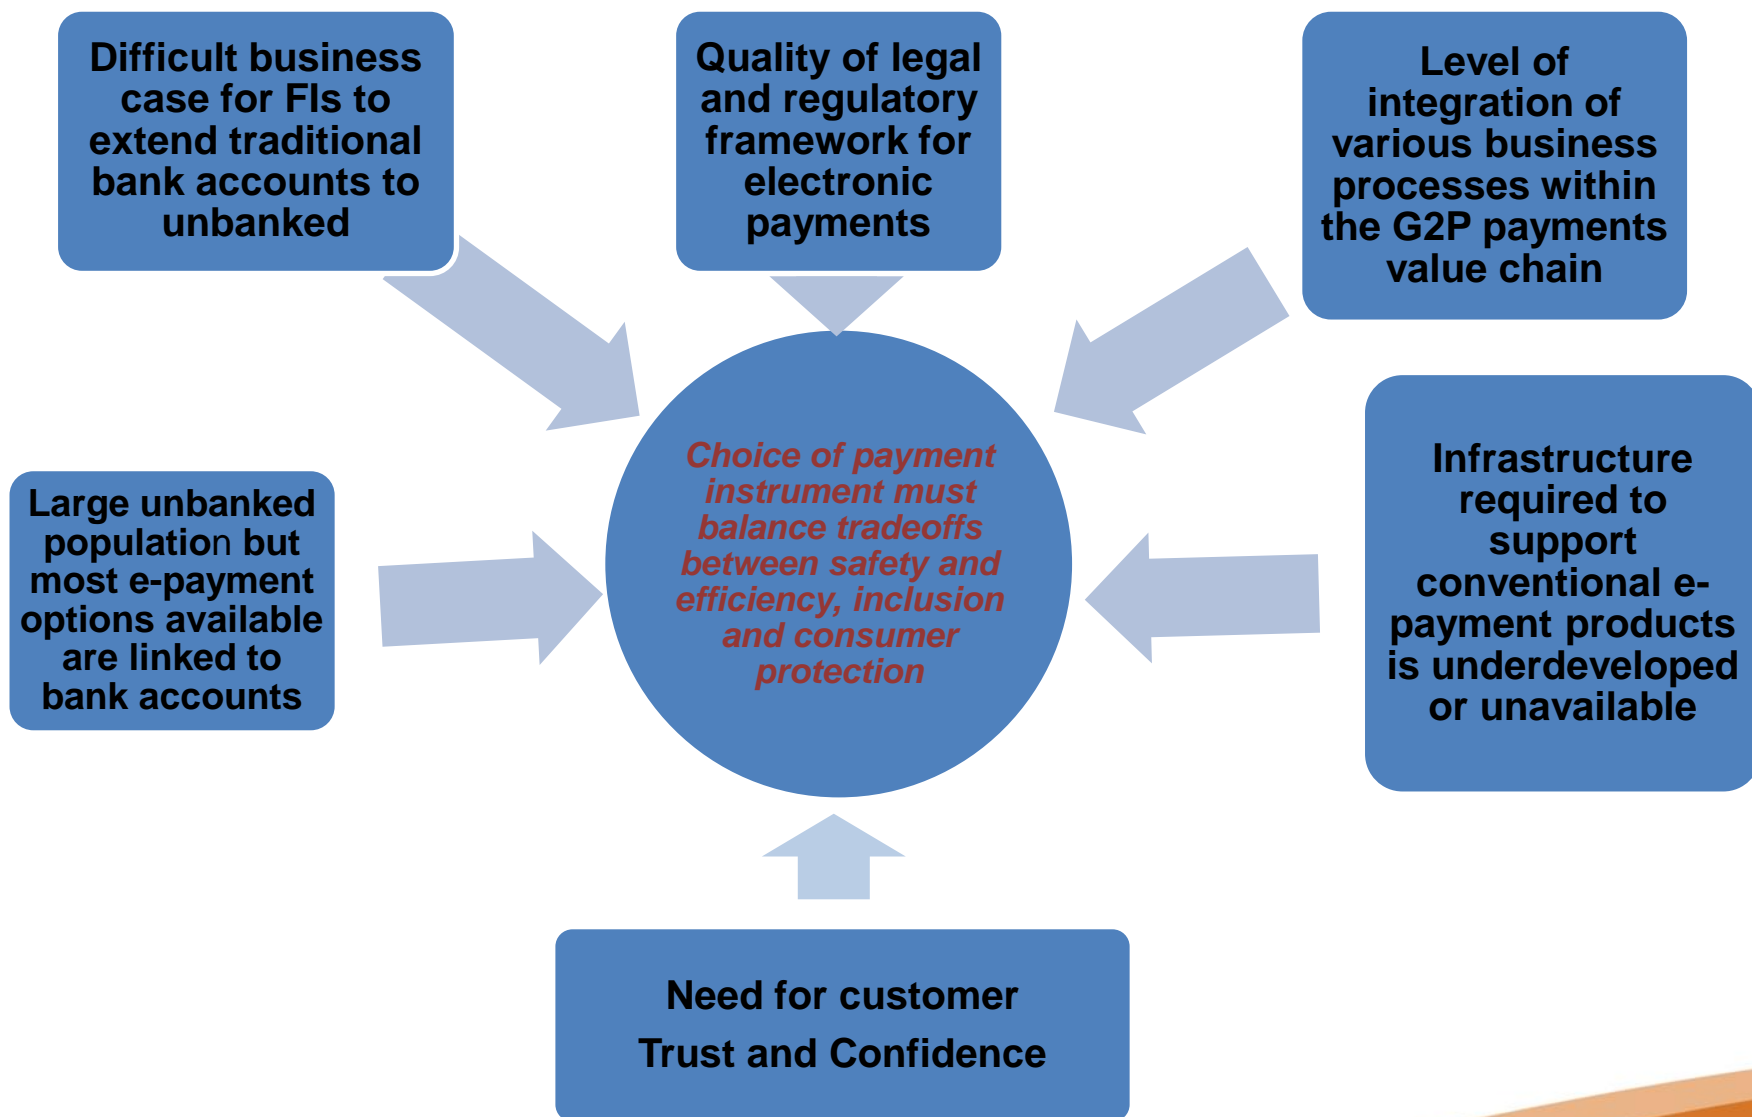 Difficult business
case for FIs to
extend traditional
bank accounts to
unbanked
Quality of legal
and regulatory
framework for
electronic
payments
Level of
integration of
various business
processes within
the G2P payments
value chain
Large unbanked
population but
most e-payment
options available
are linked to
bank accounts
Choice of payment
instrument must
balance tradeoffs
between safety and
efficiency, inclusion
and consumer
protection
Infrastructure
required to
support
conventional e-
payment products
is underdeveloped
or unavailable
Need for customer
Trust and Confidence